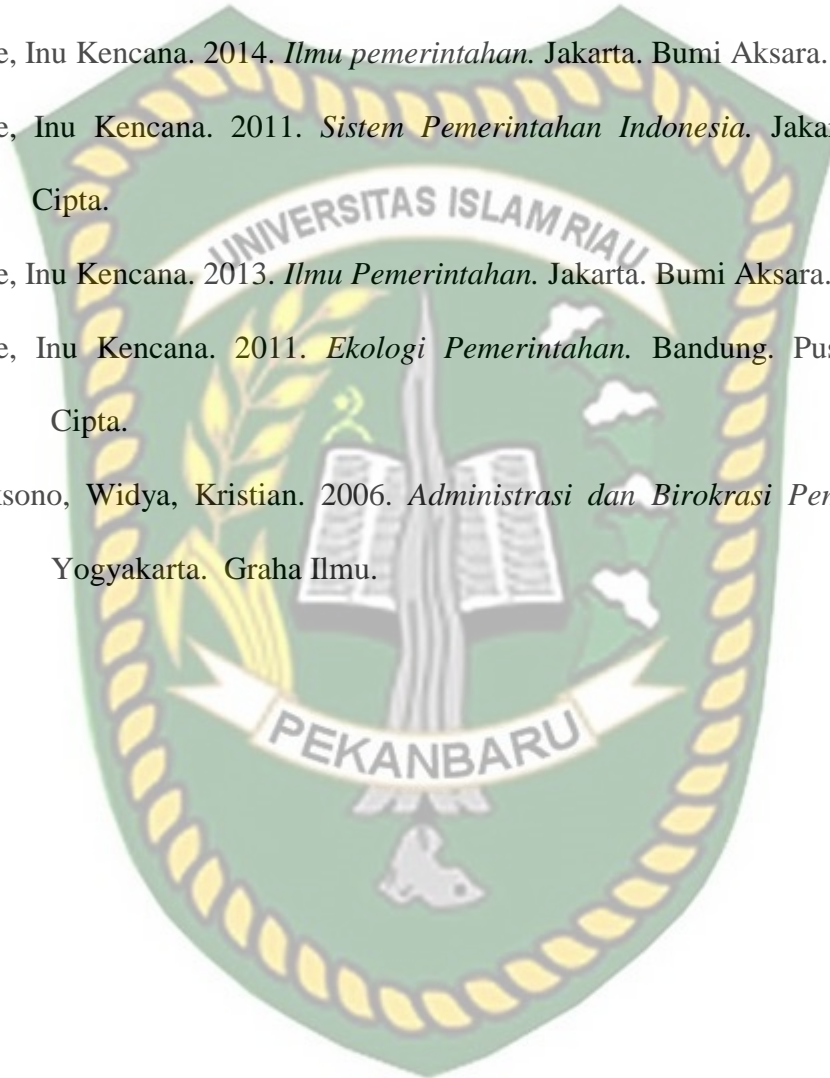 e, Inu Kencana. 2014. Ilmu pemerintahan. Jakarta. Bumi Aksara.
e, Inu Kencana. 2011. Sistem Pemerintahan Indonesia. Jakar
Cipta.
UNIVERSITAS ISLAM RIAU
e, Inu Kencana. 2013. Ilmu Pemerintahan. Jakarta. Bumi Aksara.
e, Inu Kencana. 2011. Ekologi Pemerintahan. Bandung. Pus
Cipta.
sono, Widya, Kristian. 2006. Administrasi dan Birokrasi Pem
Yogyakarta. Graha Ilmu.
PEKANBARU